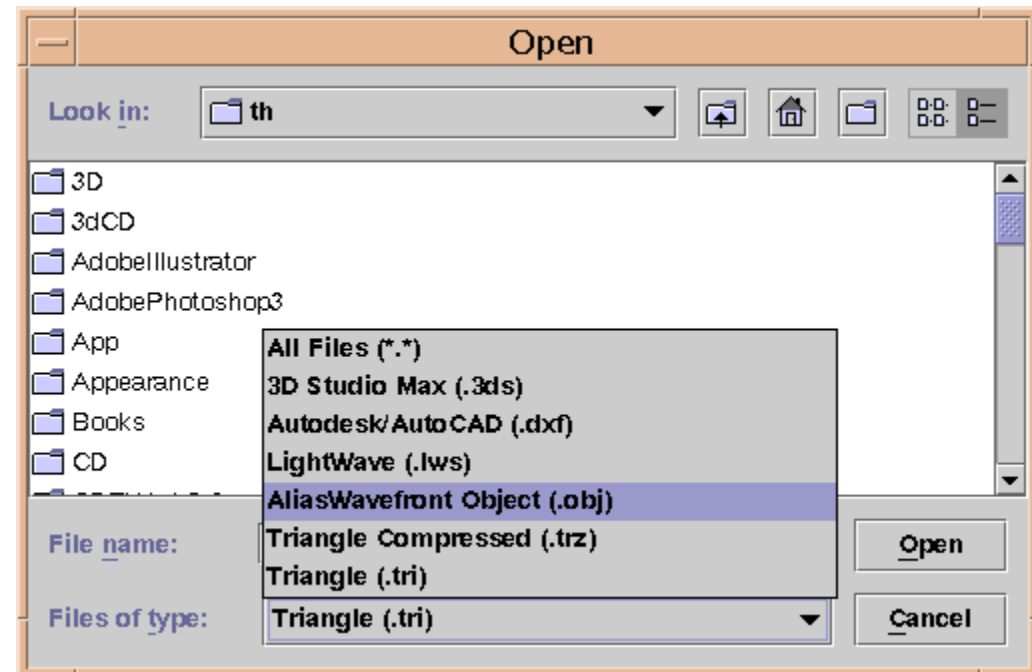 Open
Look in: th
3D
3dCD
AdobeIllustrator
AdobePhotoshop3
App
Appearance
Books
CD
All Files (*.*)
3D Studio Max (.3ds)
Autodesk/AutoCAD (.dxf)
LightWave (.lws)
AliasWavefront Object (.obj)
Triangle Compressed (.trz)
Triangle (.tri)
File name:
Open
Files of type: Triangle (.tri)
Cancel